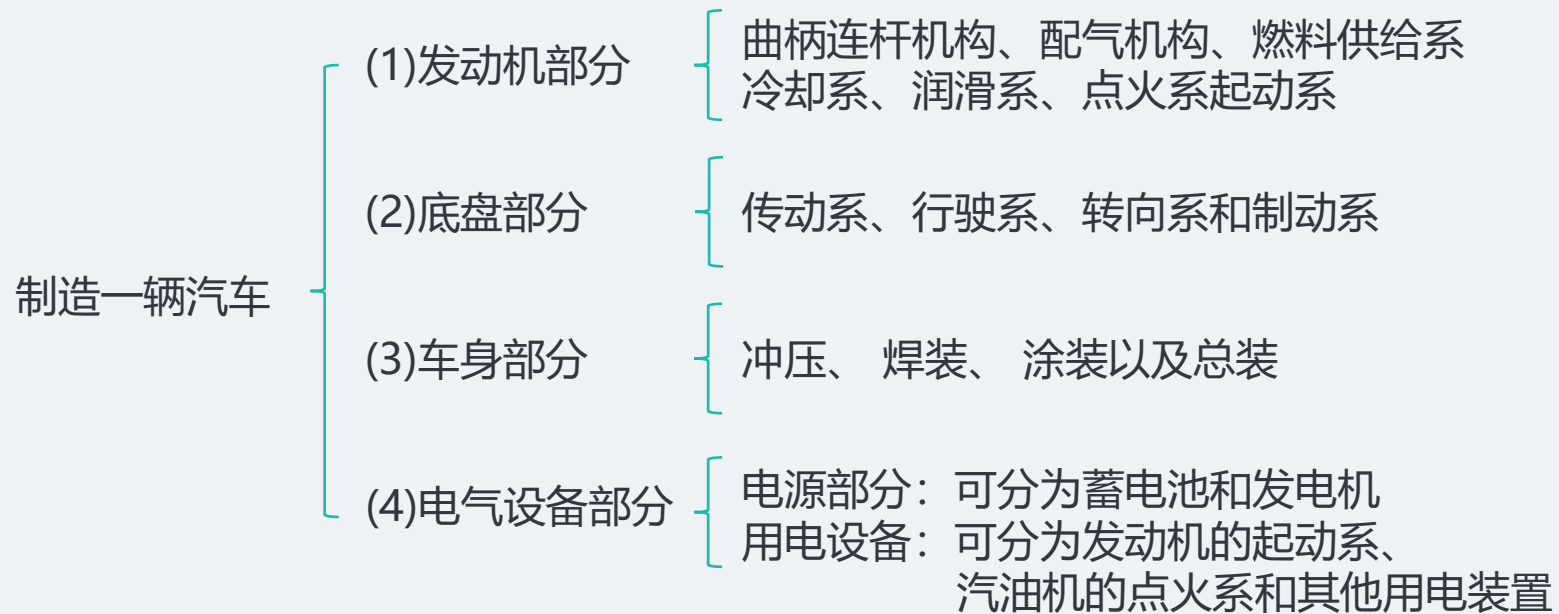 制造一辆汽车
(1)发动机部分
曲柄连杆机构、配气机构、燃料供给系
冷却系、润滑系、点火系起动系
(2)底盘部分
传动系、行驶系、转向系和制动系
(3)车身部分
冲压、 焊装、 涂装以及总装
(4)电气设备部分
电源部分：可分为蓄电池和发电机
用电设备：可分为发动机的起动系、
汽油机的点火系和其他用电装置